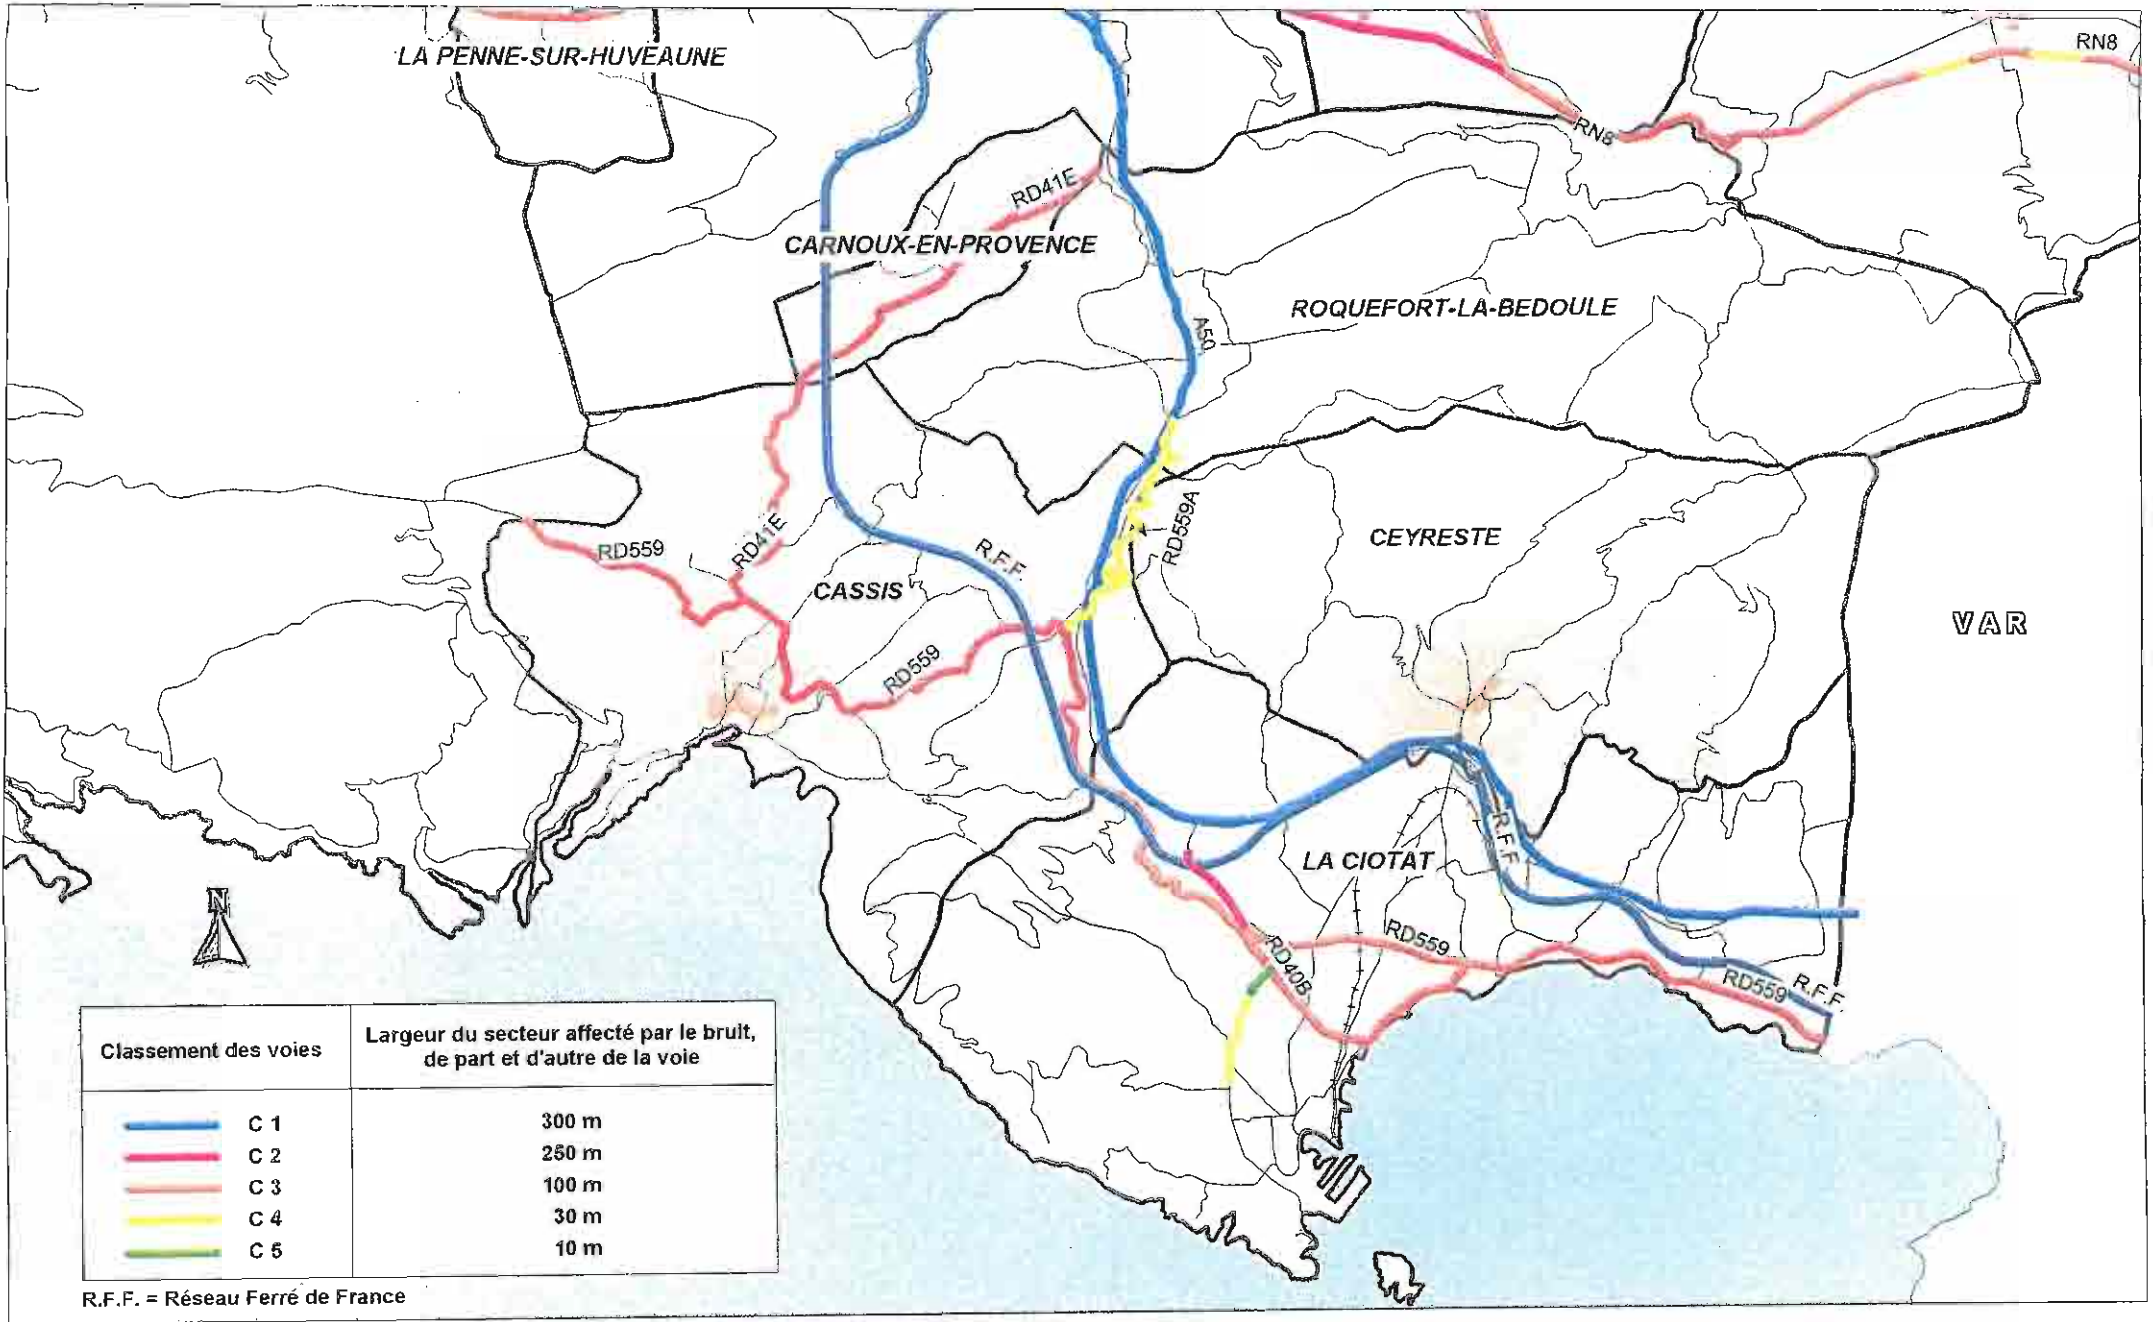 LA PENNE-SUR-HUVEAUNE
RN8
RN8
RD41E
CARNOUX-EN-PROVENCE
ROQUEFORT-LA-BEDOULE
A50
RD559A
CEYRESTE
RD559
RD41E
R.F.F.
CASSIS
VAR
RD559
R.F.F
LA CIOTAT
N
RD559
RD40B
RD559
R.F.F
Classement des voies
Largeur du secteur affecté par le bruit,
de part et d'autre de la voie
C 1 300 m
C 2 250 m
C 3 100 m
C 4 30 m
C 5 10 m
R.F.F. = Réseau Ferré de France